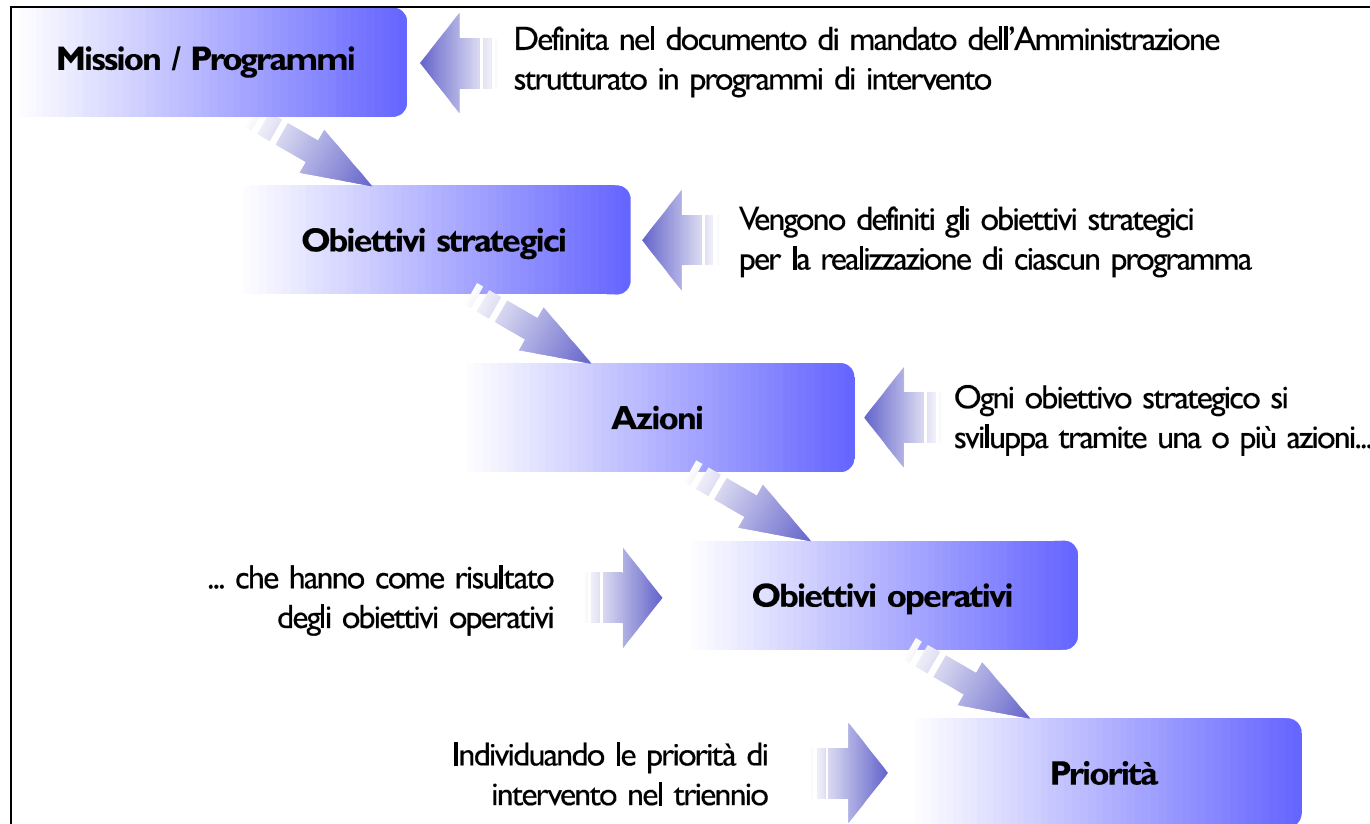 Mission / Programmi
Definita nel documento di mandato dell'Amministrazione
strutturato in programmi di intervento
Obiettivi strategici
Vengono definiti gli obiettivi strategici
per la realizzazione di ciascun programma
Azioni
Ogni obiettivo strategico si
sviluppa tramite una o più azioni...
... che hanno come risultato
degli obiettivi operativi
Obiettivi operativi
Individuando le priorità di
intervento nel triennio
Priorità